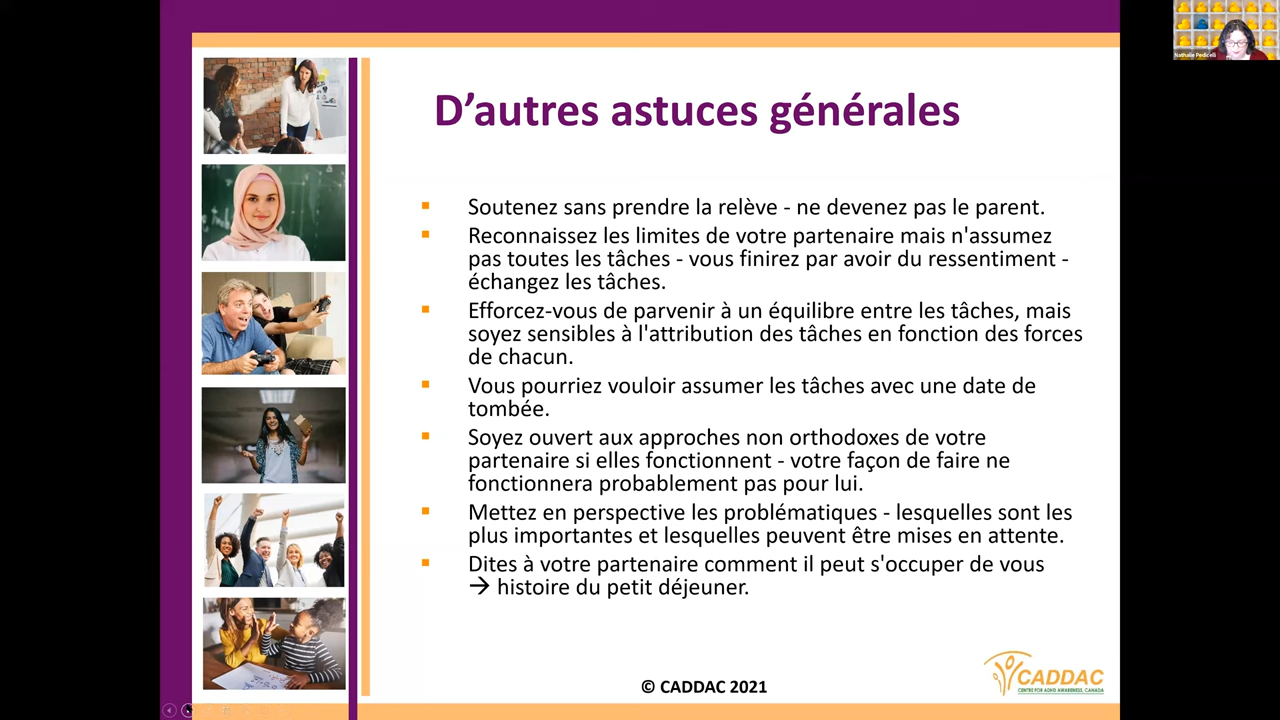 Nathalie Pedicelli
D’autres astuces générales
Soutenez sans prendre la relève - ne devenez pas le parent.
Reconnaissez les limites de votre partenaire mais n'assumez
pas toutes les tâches - vous finirez par avoir du ressentiment -
échangez les tâches.
Efforcez-vous de parvenir à un équilibre entre les tâches, mais
soyez sensibles à l'attribution des tâches en fonction des forces
de chacun.
Vous pourriez vouloir assumer les tâches avec une date de
tombée.
Soyez ouvert aux approches non orthodoxes de votre
partenaire si elles fonctionnent - votre façon de faire ne
fonctionnera probablement pas pour lui.
Mettez en perspective les problématiques - lesquelles sont les
plus importantes et lesquelles peuvent être mises en attente.
Dites à votre partenaire comment il peut s'occuper de vous
→ histoire du petit déjeuner.
© CADDAC 2021
CADDAC
CENTRE FOR ADHD AWARENESS, CANADA